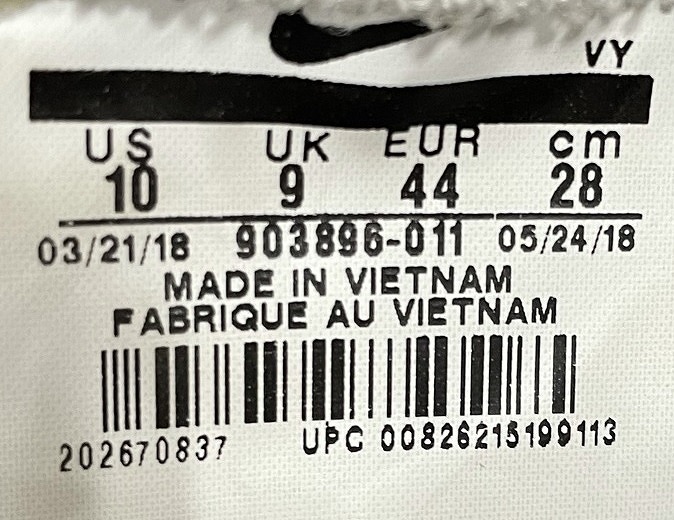 VY
US UK EUR cm
10 9 44 28
03/21/18 903896-011 05/24/18
MADE IN VIETNAM
FABRIQUE AU VIETNAM
202670837 UPC 00826215199113